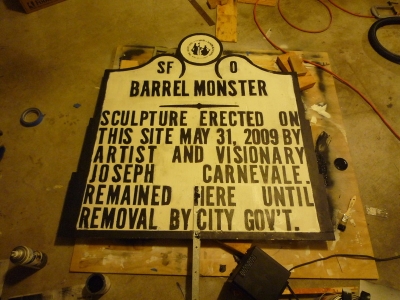 SF O
BARREL MONSTER
SCULPTURE ERECTED ON
THIS SITE MAY 31, 2009 BY
ARTIST AND VISIONARY
JOSEPH CARNEVALE.
REMAINED HERE UNTIL
REMOVAL BY CITY GOV'T.